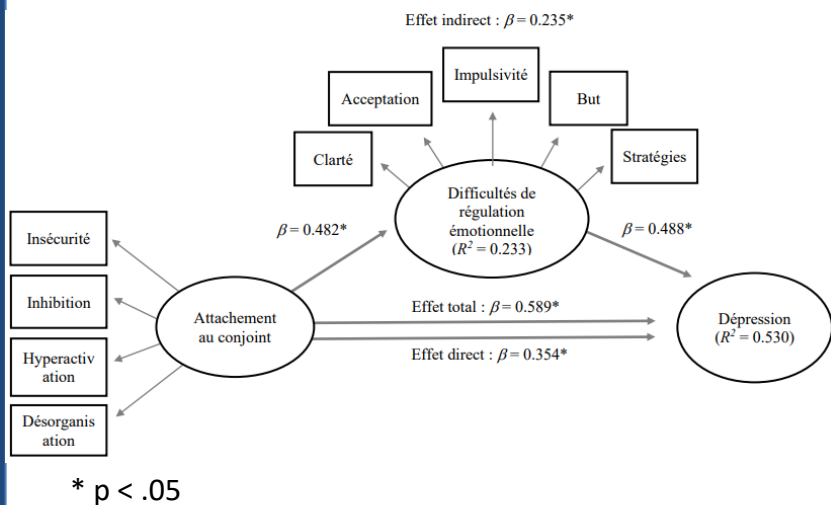 Effet indirect : β = 0.235*
Impulsivité
Acceptation
But
Clarté
Stratégies
Difficultés de
régulation
émotionnelle
(R² = 0.233)
β = 0.482*
β = 0.488*
Insécurité
Inhibition
Hyperactiv
ation
Désorganis
ation
Attachement
au conjoint
Effet total : β = 0.589*
Effet direct : β = 0.354*
Dépression
(R² = 0.530)
* p < .05